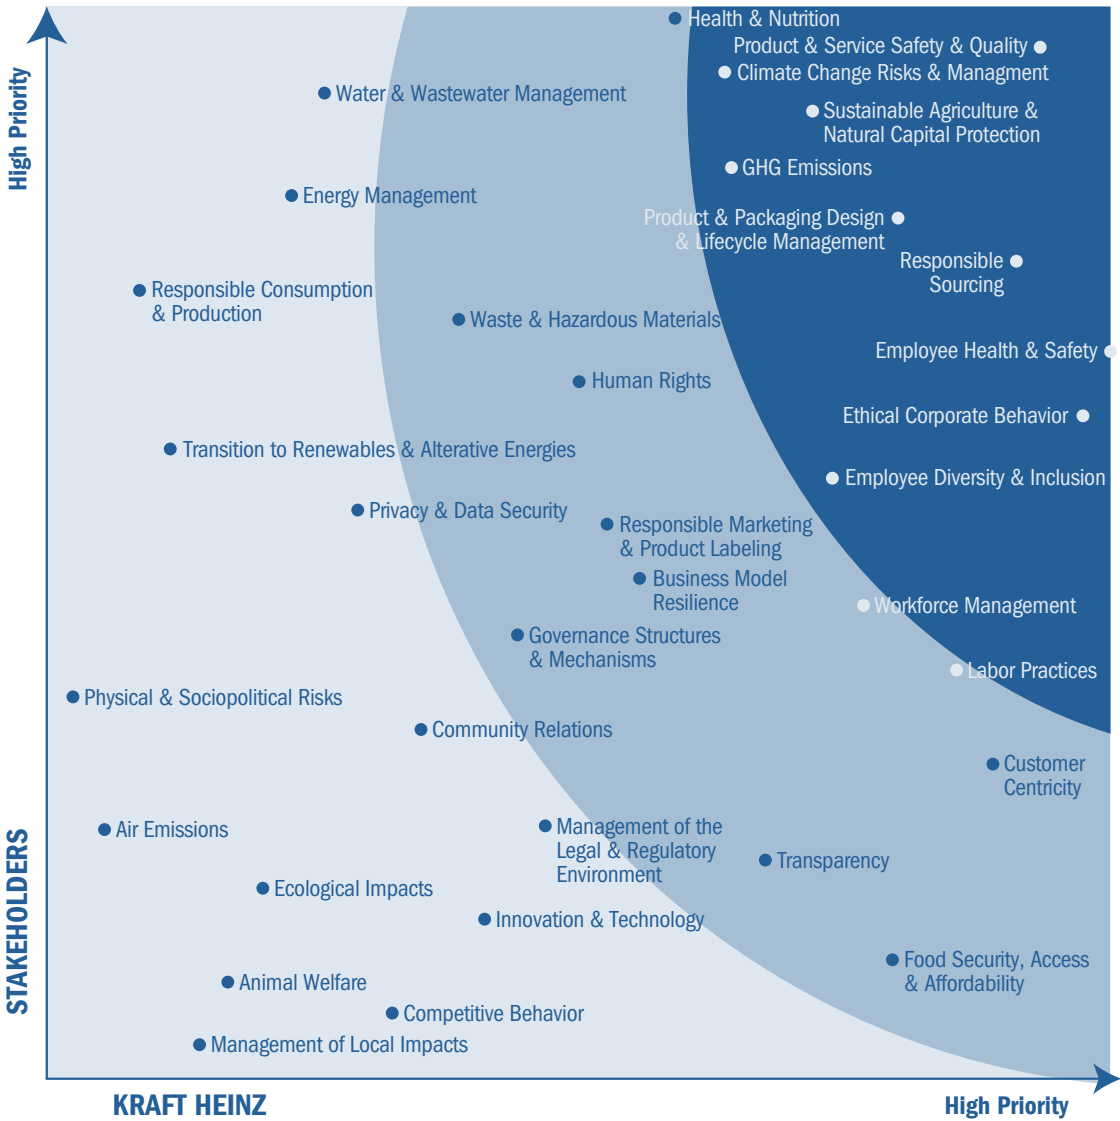 Health & Nutrition
Product & Service Safety & Quality
Climate Change Risks & Managment
High Priority
Water & Wastewater Management
Sustainable Agriculture &
Natural Capital Protection
GHG Emissions
Energy Management
Product & Packaging Design
& Lifecycle Management
Responsible
Sourcing
Responsible Consumption
& Production
Waste & Hazardous Materials
Employee Health & Safety
Human Rights
Ethical Corporate Behavior
Transition to Renewables & Alterative Energies
Employee Diversity & Inclusion
Privacy & Data Security
Responsible Marketing
& Product Labeling
Business Model
Resilience
Workforce Management
Governance Structures
& Mechanisms
Labor Practices
Physical & Sociopolitical Risks
Community Relations
Customer
Centricity
Air Emissions
Management of the
Legal & Regulatory
Environment
Transparency
Ecological Impacts
Innovation & Technology
STAKEHOLDERS
Food Security, Access
& Affordability
Animal Welfare
Competitive Behavior
Management of Local Impacts
KRAFT HEINZ
High Priority